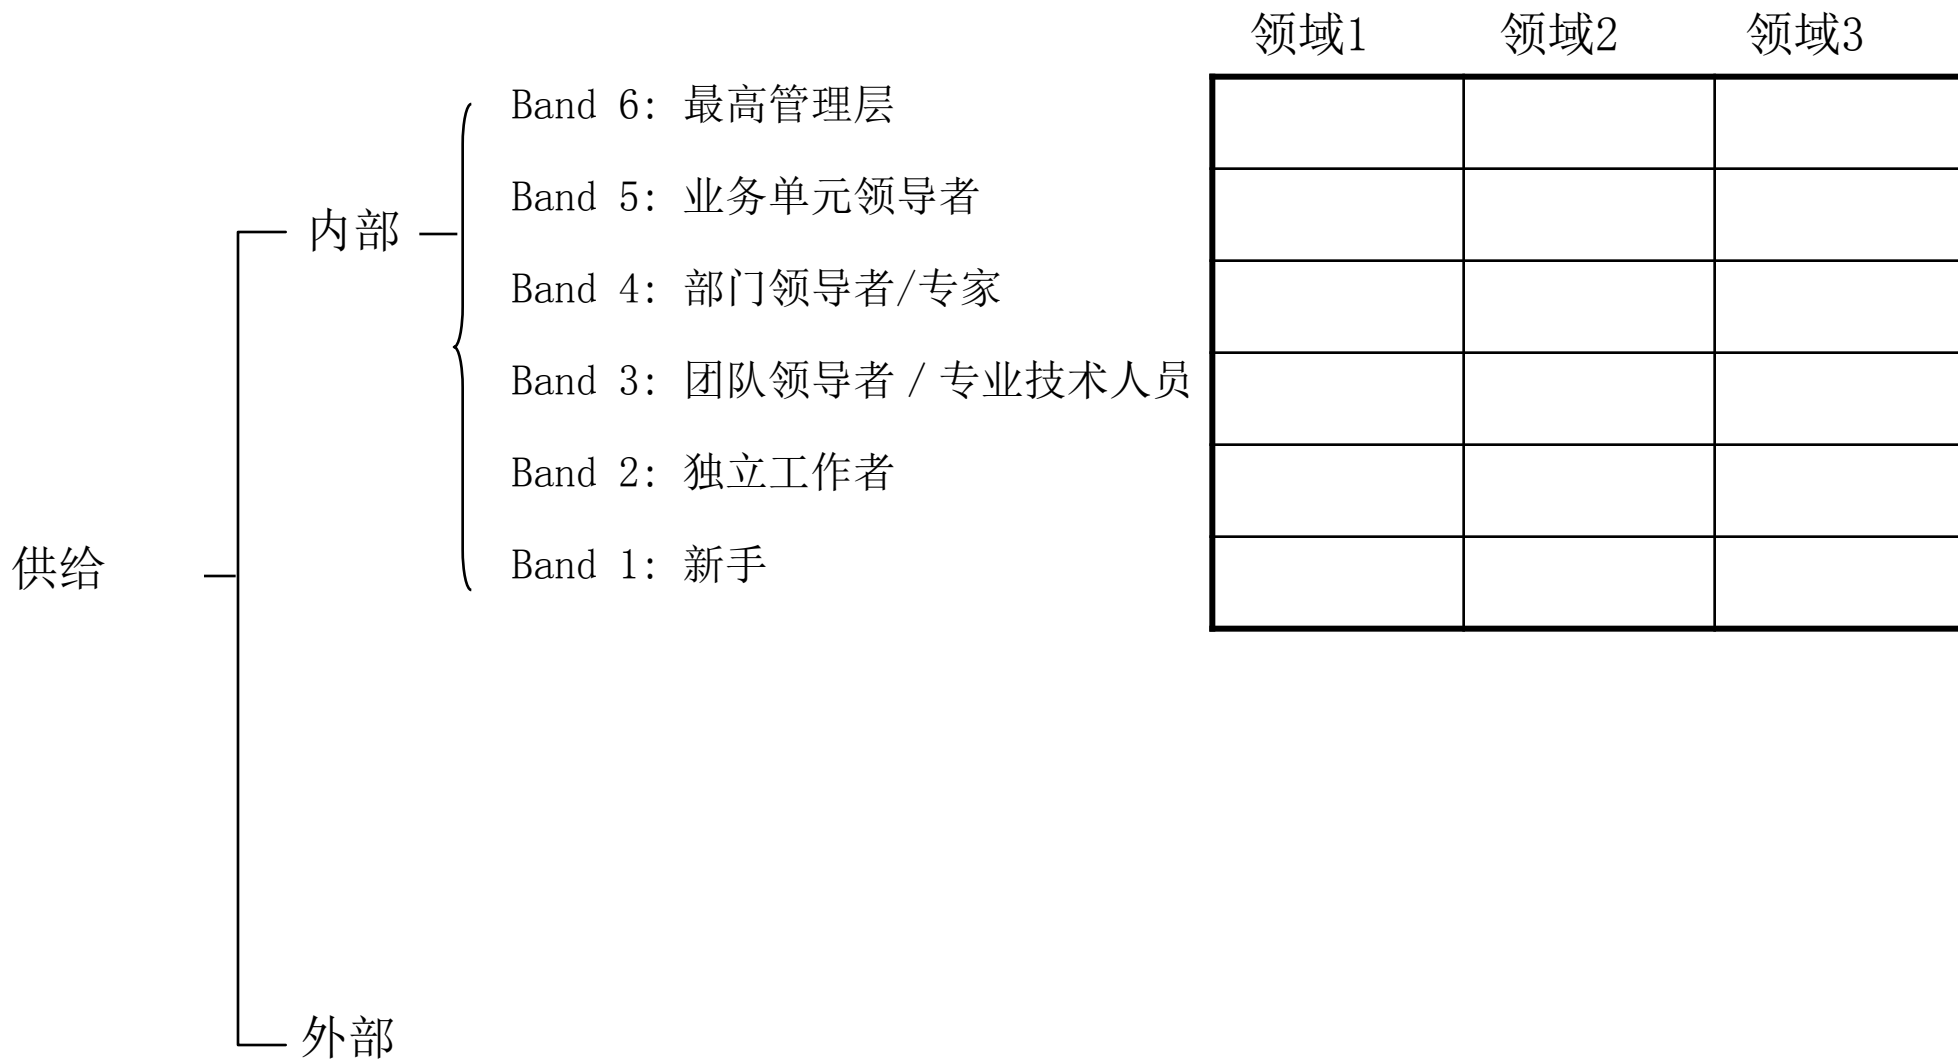 领域1 领域2 领域3
Band 6: 最高管理层
Band 5: 业务单元领导者
内部
Band 4: 部门领导者/专家
Band 3: 团队领导者 / 专业技术人员
Band 2: 独立工作者
Band 1: 新手
供给
外部